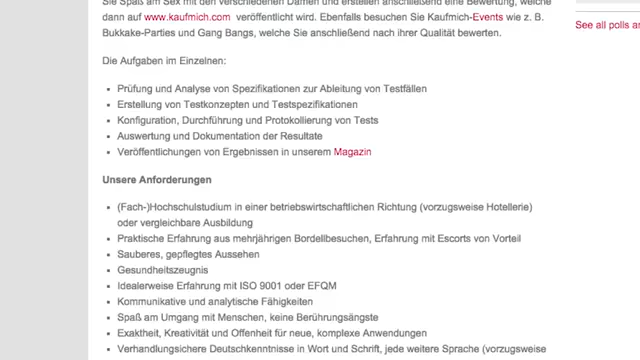 Sie Spaß am Sex mit den verschiedenen Damen und erstellen anschließend eine Bewertung, welche
dann auf www.kaufmich.com veröffentlicht wird. Ebenfalls besuchen Sie Kaufmich-Events wie z. B.
Bukkake-Parties und Gang Bangs, welche Sie anschließend nach ihrer Qualität bewerten.
Die Aufgaben im Einzelnen:
Prüfung und Analyse von Spezifikationen zur Ableitung von Testfällen
Erstellung von Testkonzepten und Testspezifikationen
Konfiguration, Durchführung und Protokollierung von Tests
Auswertung und Dokumentation der Resultate
Veröffentlichungen von Ergebnissen in unserem Magazin
Unsere Anforderungen
(Fach-)Hochschulstudium in einer betriebswirtschaftlichen Richtung (vorzugsweise Hotellerie)
oder vergleichbare Ausbildung
Praktische Erfahrung aus mehrjährigen Bordellbesuchen, Erfahrung mit Escorts von Vorteil
Sauberes, gepflegtes Aussehen
Gesundheitszeugnis
Idealerweise Erfahrung mit ISO 9001 oder EFQM
Kommunikative und analytische Fähigkeiten
Spaß am Umgang mit Menschen, keine Berührungsängste
Exaktheit, Kreativität und Offenheit für neue, komplexe Anwendungen
Verhandlungsichere Deutschkenntnisse in Wort und Schrift, jede weitere Sprache (vorzugsweise
See all polls